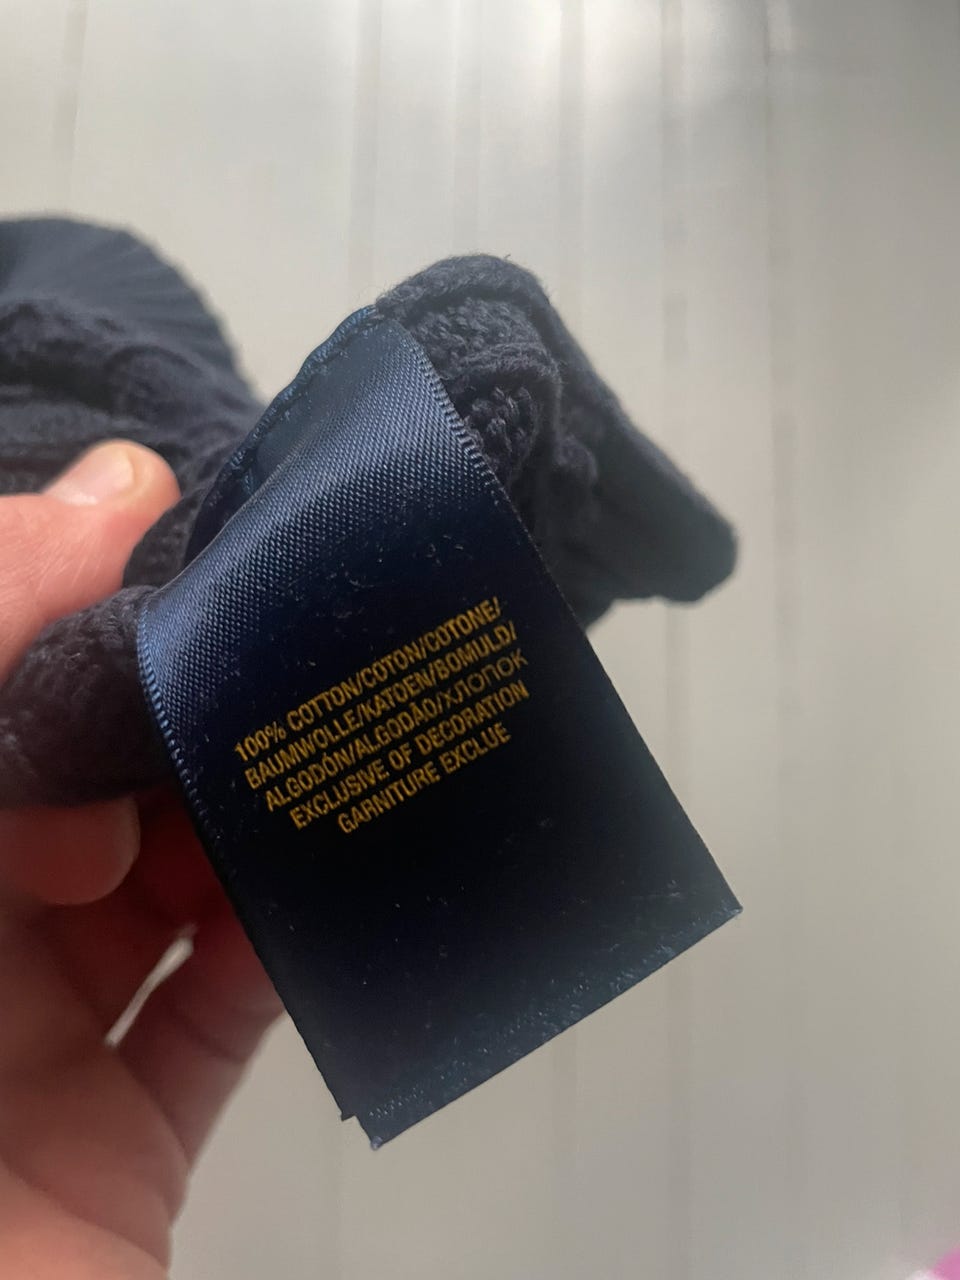 100% COTTON/COTON/COTONE/
BAUMWOLLE/KATOEN/BOMULD/
ALGODÓN/ALGODÃO/ХЛОПОК
EXCLUSIVE OF DECORATION
GARNITURE EXCLUE